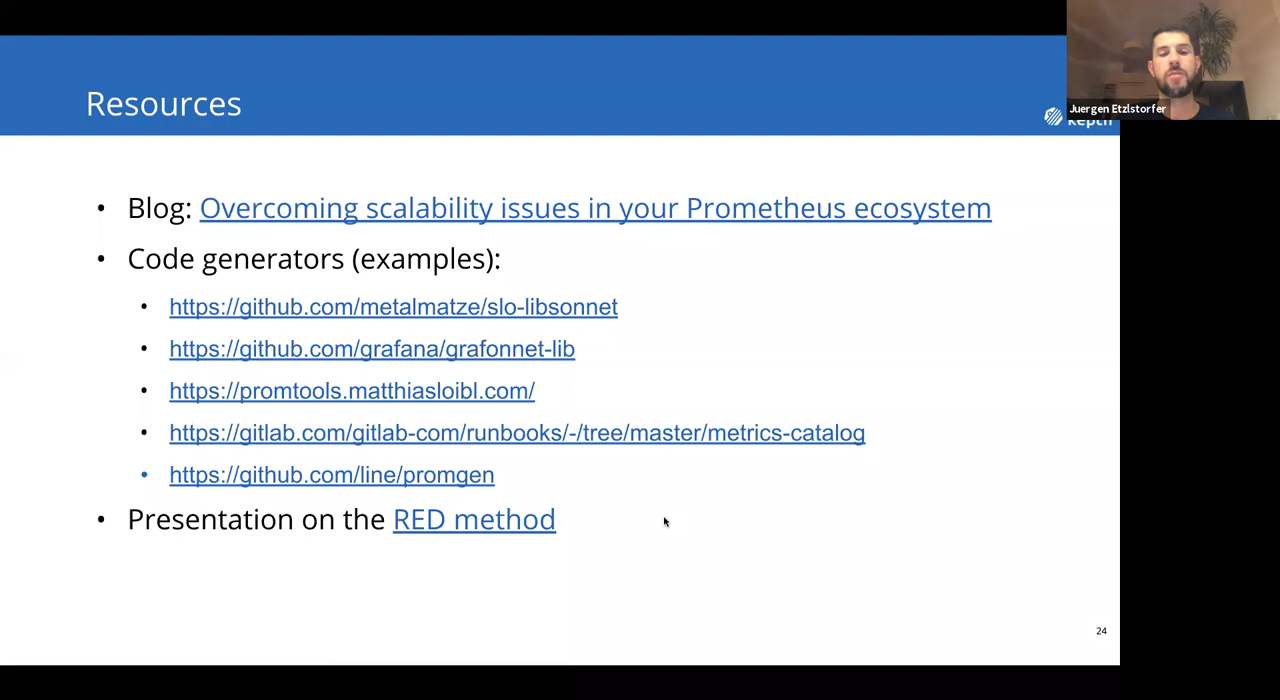 Resources
Juergen Etzlstorfer
keptn
• Blog: Overcoming scalability issues in your Prometheus ecosystem
• Code generators (examples):
• https://github.com/metalmatze/slo-libsonnet
• https://github.com/grafana/grafonnet-lib
• https://promtools.matthiasloibl.com/
• https://gitlab.com/gitlab-com/runbooks/-/tree/master/metrics-catalog
• https://github.com/line/promgen
• Presentation on the RED method
24